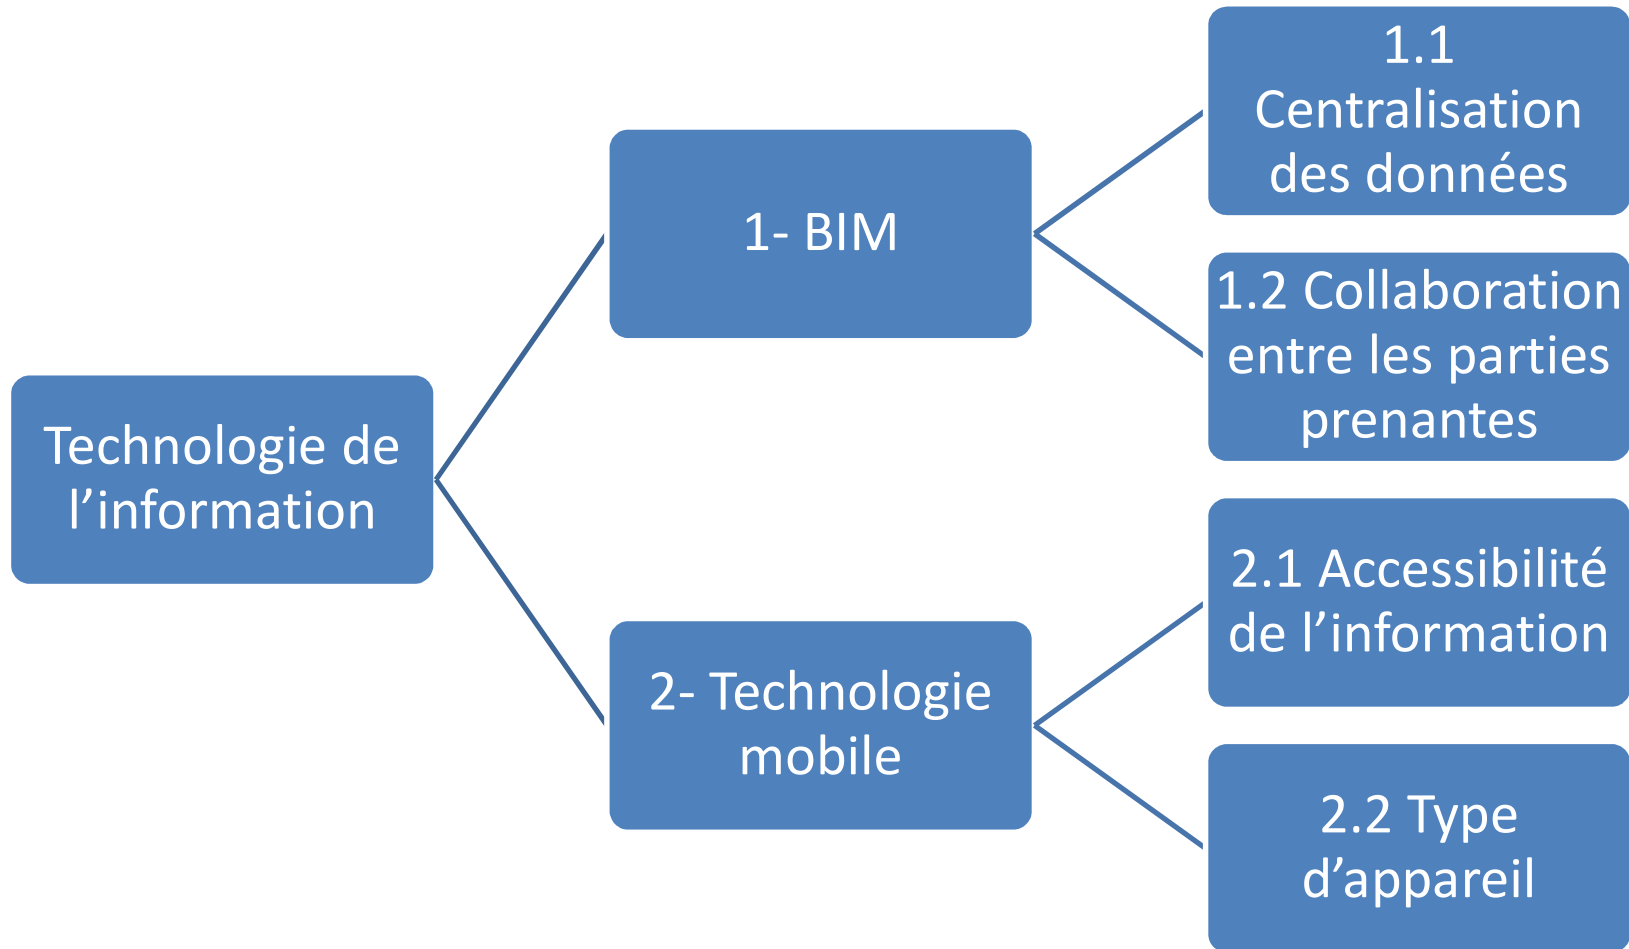 Technologie de
l’information
1- BIM
1.1
Centralisation
des données
1.2 Collaboration
entre les parties
prenantes
2- Technologie
mobile
2.1 Accessibilité
de l’information
2.2 Type
d’appareil